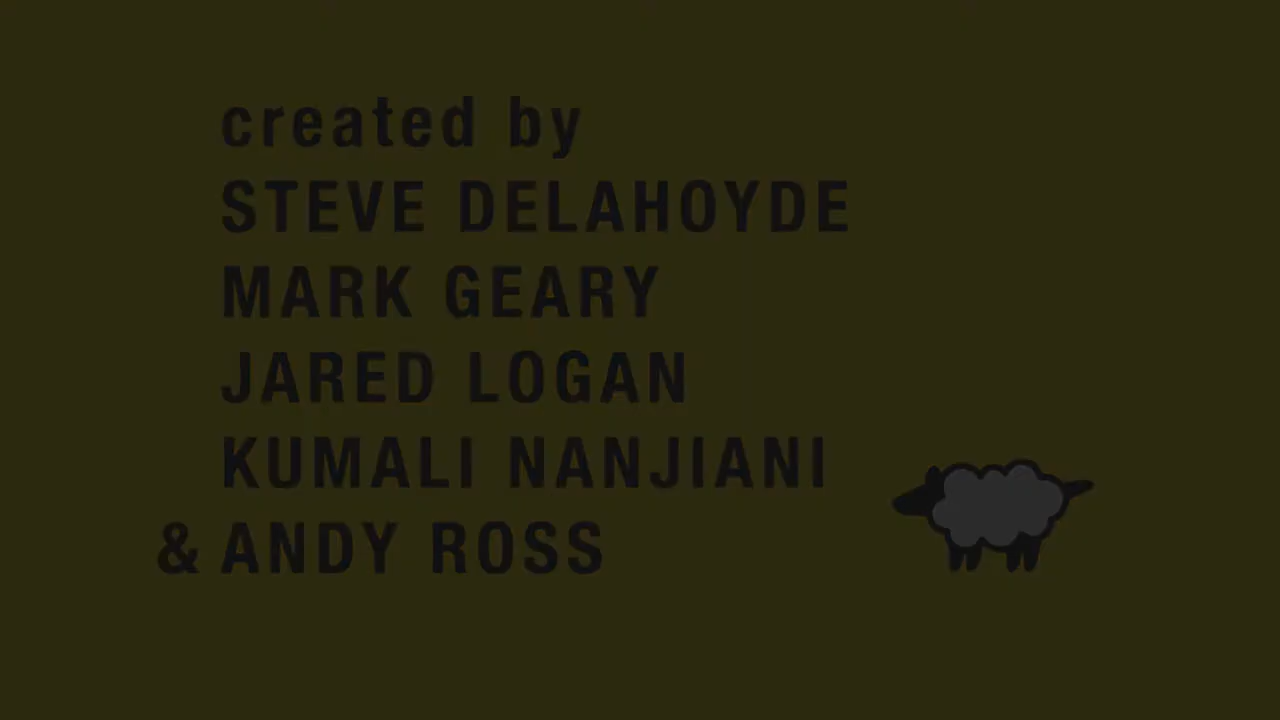 created by
STEVE DELAHOYDE
MARK GEARY
JARED LOGAN
KUMALI NANJIANI
& ANDY ROSS